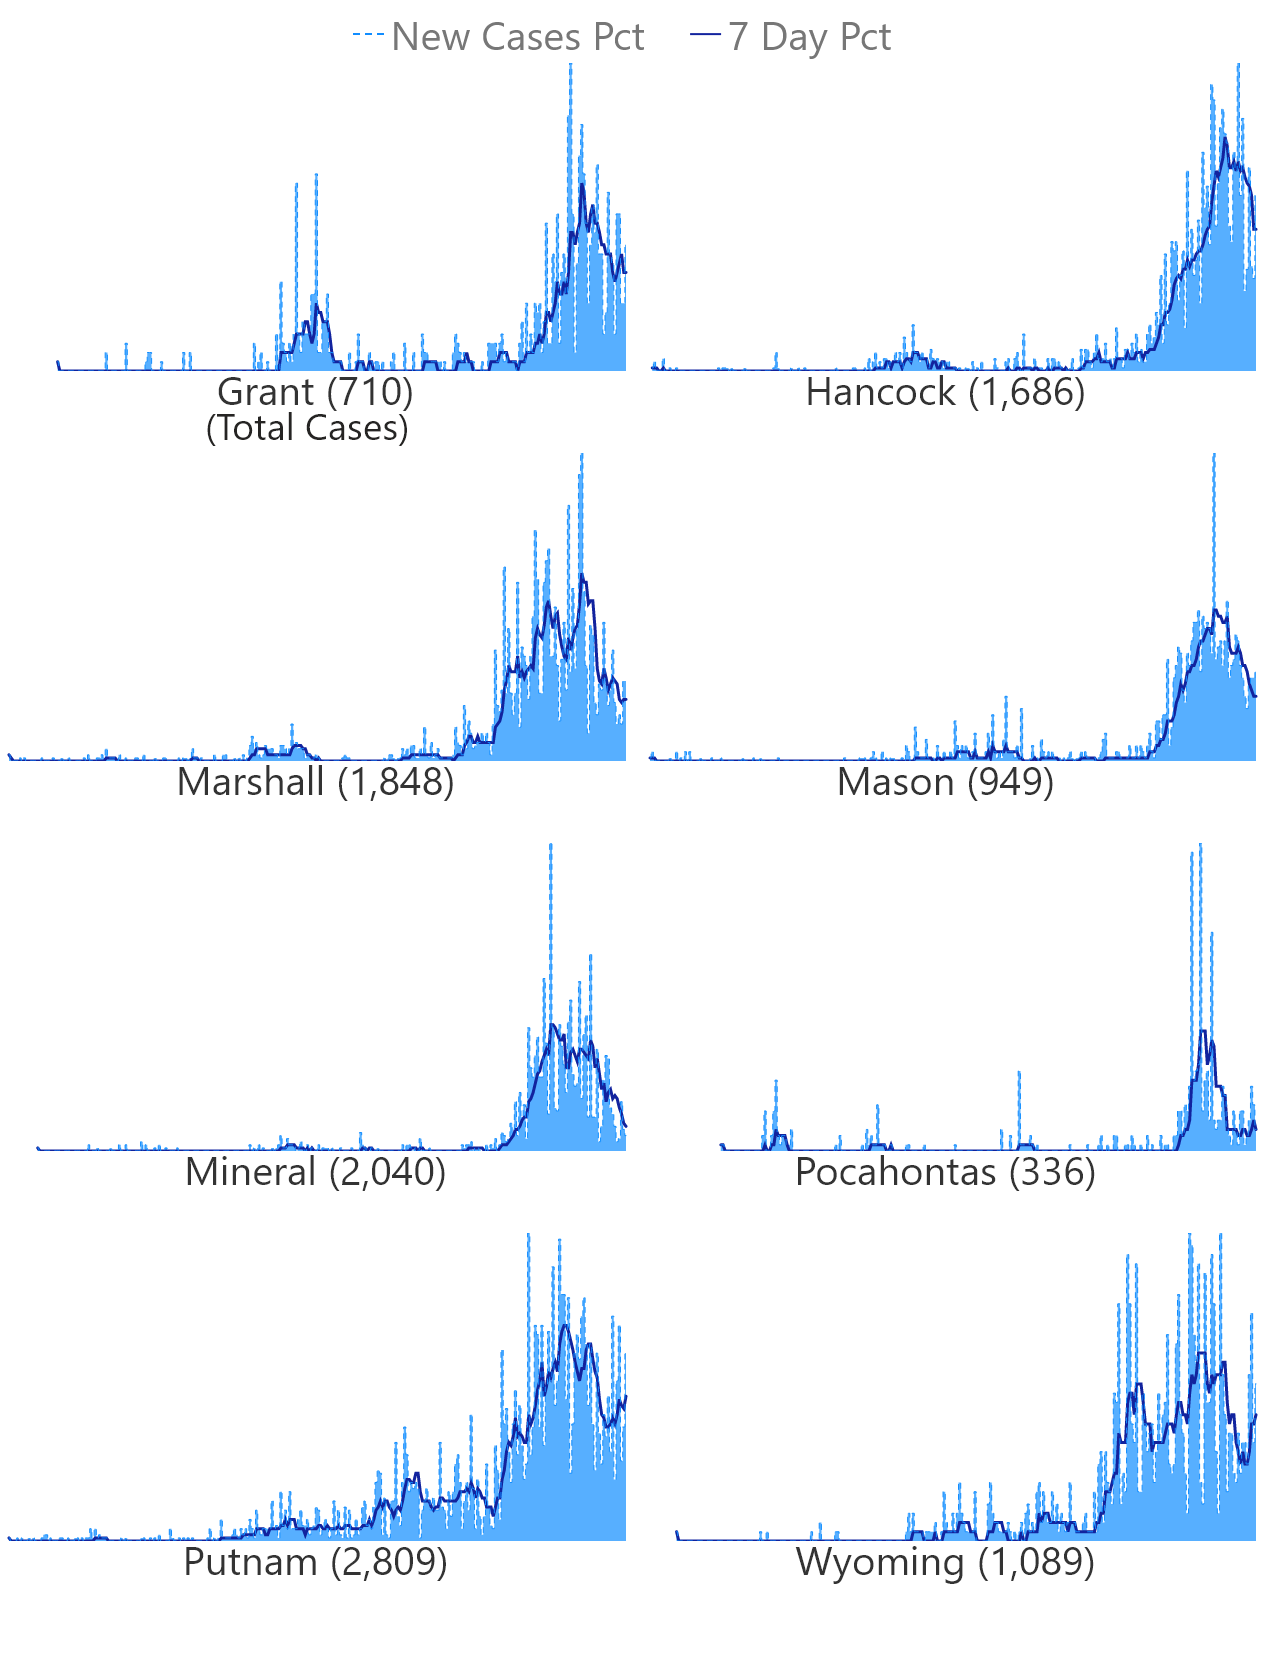 New Cases Pct 7 Day Pct
Grant (710) Hancock (1,686)
(Total Cases)
Marshall (1,848) Mason (949)
Mineral (2,040) Pocahontas (336)
Putnam (2,809) Wyoming (1,089)